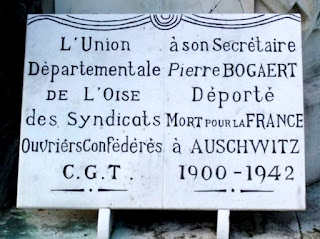 L'Union
Départementale
DE L'OISE
des Syndicats
OUVRIÉRS CONFÉDÉRÉS
C.G.T.
à son Secrétaire
Pierre BOGAERT
Déporté
MORT POUR LA FRANCE
à AUSCHWITZ
1900-1942